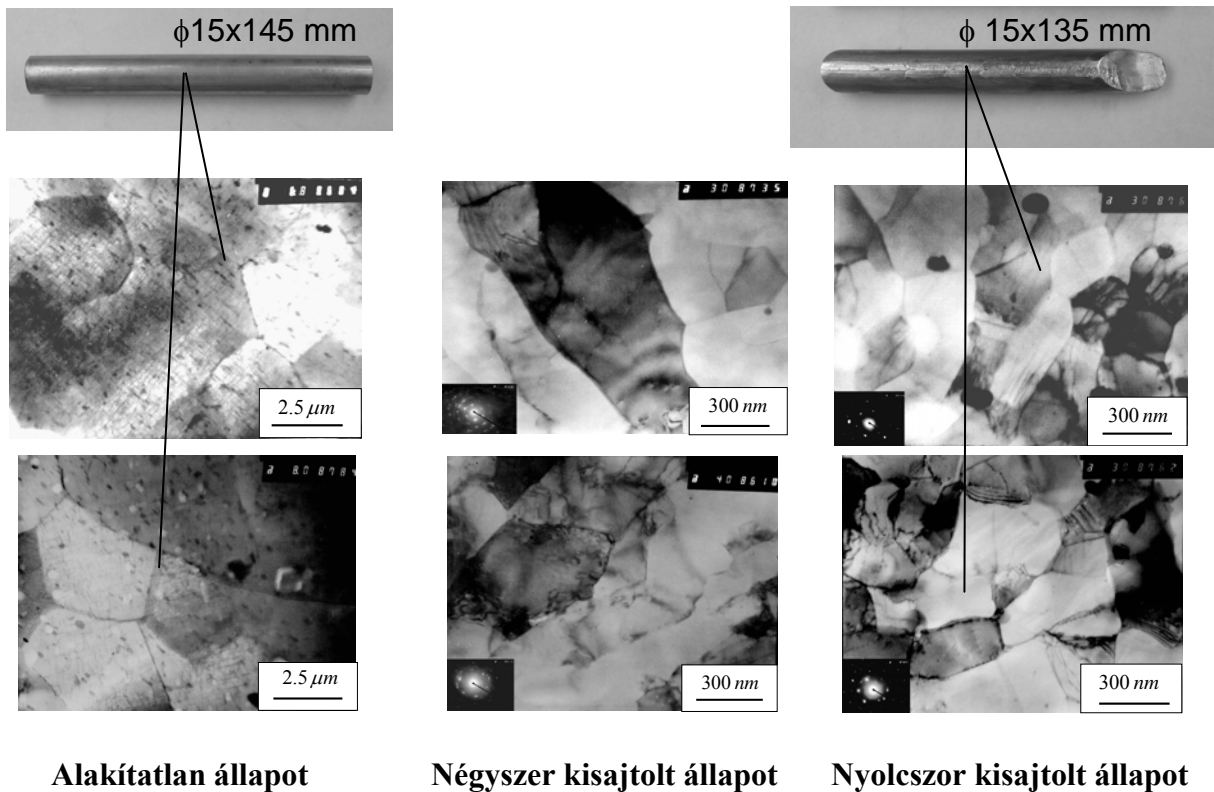 ϕ15x145 mm
ϕ 15x135 mm
2.5 μm
300 nm
300 nm
2.5 μm
300 nm
300 nm
Alakítatlan állapot
Négyszer kisajtolt állapot
Nyolcszor kisajtolt állapot